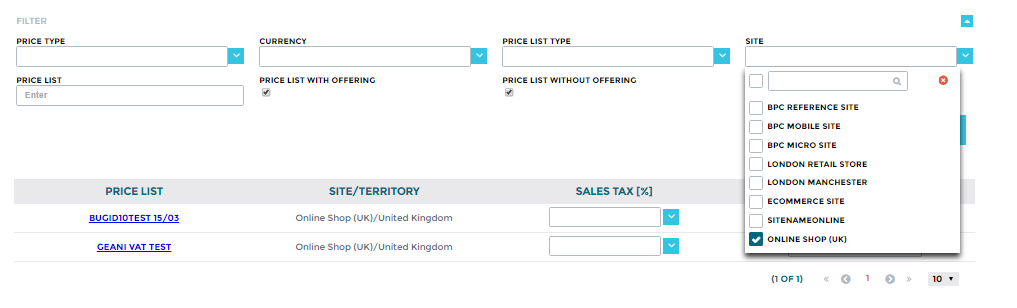 FILTER
PRICE TYPE CURRENCY PRICE LIST TYPE SITE
PRICE LIST PRICE LIST WITH OFFERING PRICE LIST WITHOUT OFFERING
Enter
BPC REFERENCE SITE
BPC MOBILE SITE
BPC MICRO SITE
LONDON RETAIL STORE
LONDON MANCHESTER
ECOMMERCE SITE
SITENAMEONLINE
ONLINE SHOP (UK)
PRICE LIST SITE/TERRITORY SALES TAX [%]
BUGID10TEST 15/03 Online Shop (UK)/United Kingdom
GEANI VAT TEST Online Shop (UK)/United Kingdom
(1 OF 1) « 1 » 10